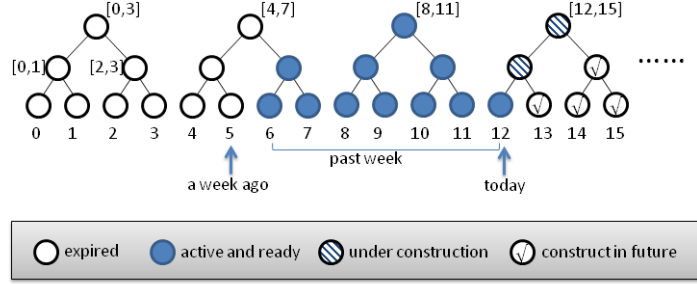 [0,3] [4,7] [8,11] [12,15]
[0,1] [2,3] ......
√
√ √ √
0 1 2 3 4 5 6 7 8 9 10 11 12 13 14 15
past week
a week ago today
expired active and ready under construction √ construct in future